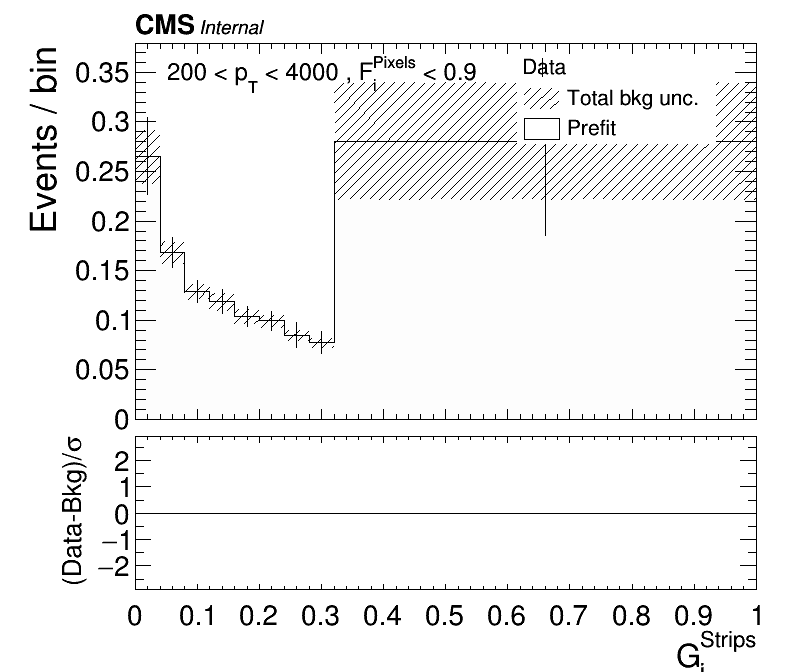 CMS Internal
200 < p_T < 4000 , F_i^Pixels < 0.9
Data
Total bkg unc.
Prefit
Events / bin
0.35
0.3
0.25
0.2
0.15
0.1
0.05
0
(Data-Bkg)/σ
2
1
0
−1
−2
0 0.1 0.2 0.3 0.4 0.5 0.6 0.7 0.8 0.9 1
G_i^Strips